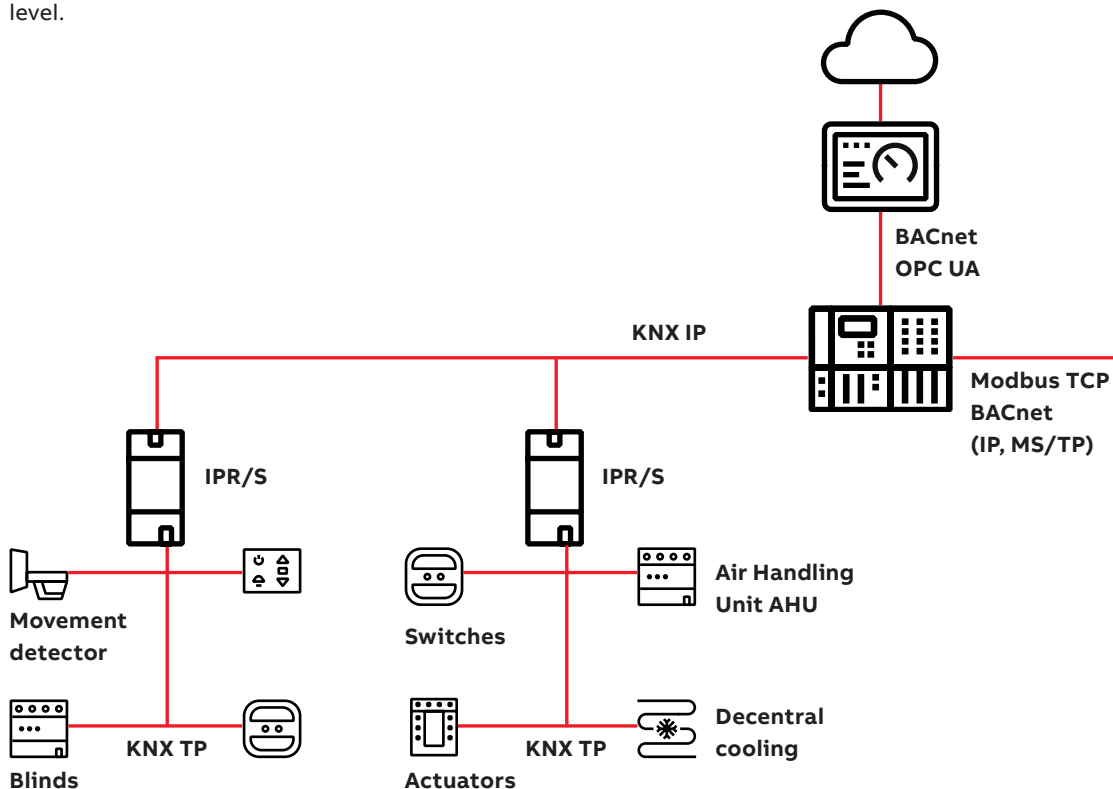 level.
BACnet
OPC UA
KNX IP
Modbus TCP
BACnet
(IP, MS/TP)
IPR/S
IPR/S
Movement
detector
Switches
Air Handling
Unit AHU
Blinds
KNX TP
Actuators
KNX TP
Decentral
cooling